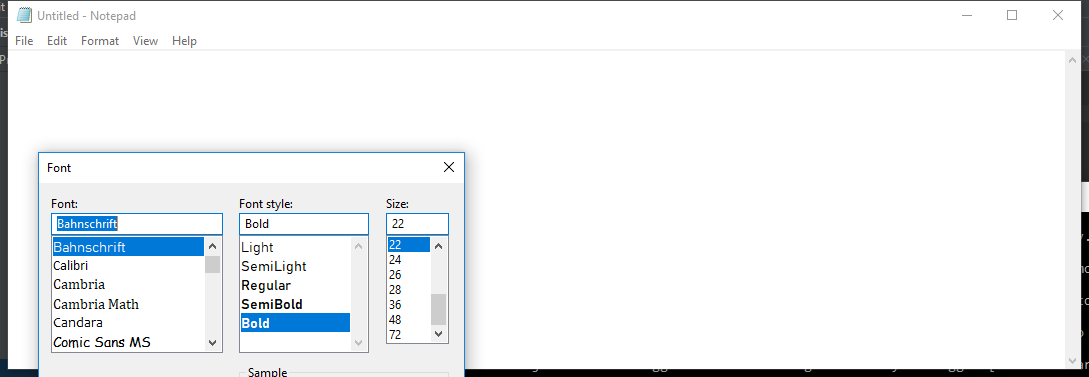 Untitled - Notepad
File Edit Format View Help
Font
Font: Font style: Size:
Bahnschrift Bold 22
Bahnschrift Light 22
Calibri SemiLight 24
Cambria Regular 26
Cambria Math SemiBold 28
Candara Bold 36
Comic Sans MS 48
72
Sample